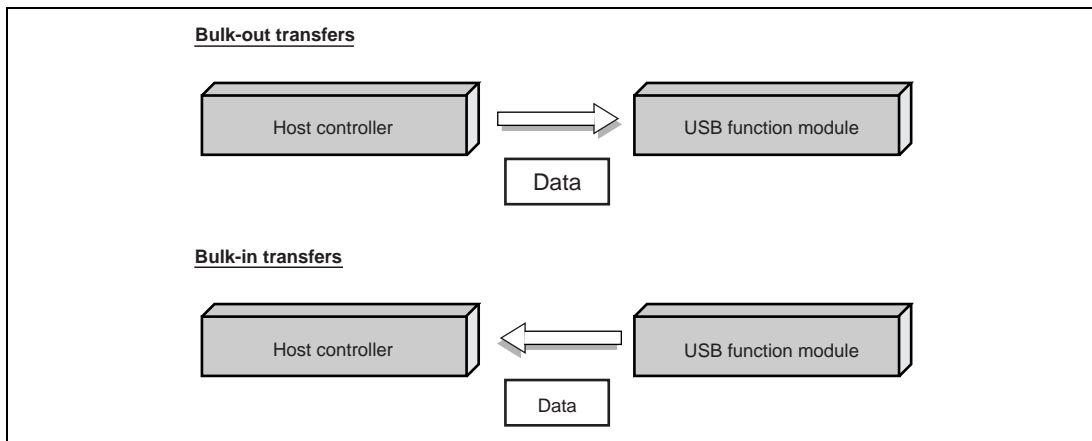 Bulk-out transfers
Host controller
USB function module
Data
Bulk-in transfers
Host controller
USB function module
Data